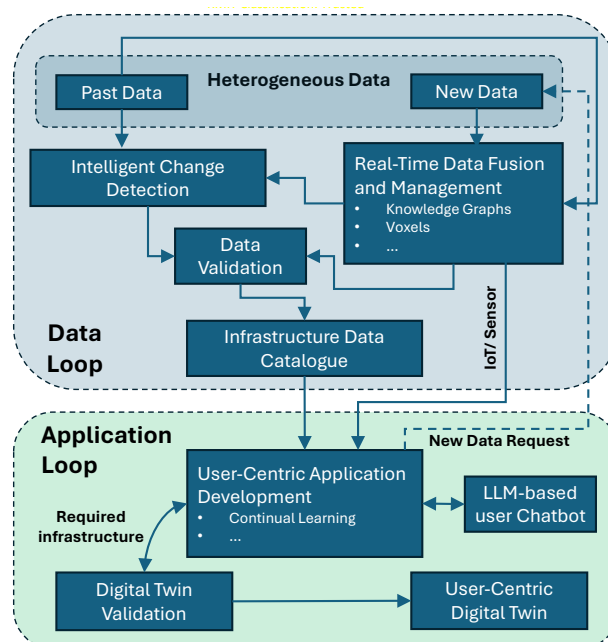 Heterogeneous Data
Past Data
New Data
Intelligent Change
Detection
Real-Time Data Fusion
and Management
• Knowledge Graphs
• Voxels
• ...
Data
Validation
Infrastructure Data
Catalogue
Data
Loop
IoT/ Sensor
Application
Loop
New Data Request
User-Centric Application
Development
• Continual Learning
• ...
LLM-based
user Chatbot
Required
infrastructure
Digital Twin
Validation
User-Centric
Digital Twin